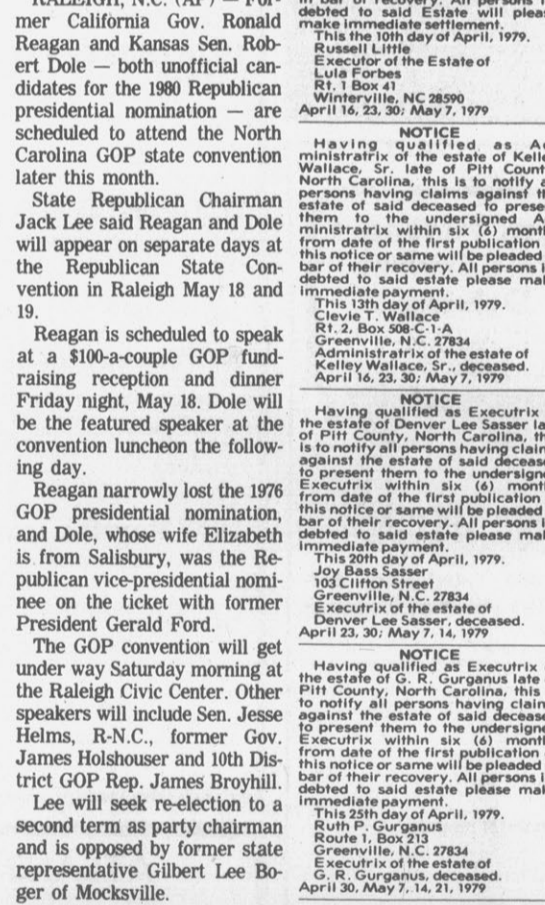 RALEIGH, N.C. (AP) — For-
mer California Gov. Ronald
Reagan and Kansas Sen. Rob-
ert Dole — both unofficial can-
didates for the 1980 Republican
presidential nomination — are
scheduled to attend the North
Carolina GOP state convention
later this month.
State Republican Chairman
Jack Lee said Reagan and Dole
will appear on separate days at
the Republican State Con-
vention in Raleigh May 18 and
19.
Reagan is scheduled to speak
at a $100-a-couple GOP fund-
raising reception and dinner
Friday night, May 18. Dole will
be the featured speaker at the
convention luncheon the follow-
ing day.
Reagan narrowly lost the 1976
GOP presidential nomination,
and Dole, whose wife Elizabeth
is from Salisbury, was the Re-
publican vice-presidential nomi-
nee on the ticket with former
President Gerald Ford.
The GOP convention will get
under way Saturday morning at
the Raleigh Civic Center. Other
speakers will include Sen. Jesse
Helms, R-N.C., former Gov.
James Holshouser and 10th Dis-
trict GOP Rep. James Broyhill.
Lee will seek re-election to a
second term as party chairman
and is opposed by former state
representative Gilbert Lee Bo-
ger of Mocksville.
in bar of recovery. All persons
debted to said Estate will
make immediate settlement.
This the 10th day of April, 1979.
Russell Little
Executor of the Estate of
Lula Forbes
Rt. 1 Box 41
Winterville, NC 28590
April 16, 23, 30; May 7, 1979
NOTICE
Having qualified as
ministratrix of the estate of
Wallace, Sr. late of Pitt
North Carolina, this is to notify
persons having claims against
estate of said deceased to
them to the undersigned
ministratrix within six (6)
from date of the first publication
this notice or same will be pleaded
bar of their recovery. All persons
debted to said estate please
immediate payment.
This 13th day of April, 1979.
Clevie T. Wallace
Rt. 2, Box 508-C-1-A
Greenville, N.C. 27834
Administratrix of the estate of
Kelley Wallace, Sr., deceased.
April 16, 23, 30; May 7, 1979
NOTICE
Having qualified as Executrix
the estate of Denver Lee Sasser
of Pitt County, North Carolina,
is to notify all persons having
against the estate of said
to present them to the
Executrix within six (6)
from date of the first publication
this notice or same will be pleaded
bar of their recovery. All persons
debted to said estate please
immediate payment.
This 20th day of April, 1979.
Joy Bass Sasser
103 Clifton Street
Greenville, N.C. 27834
Executrix of the estate of
Denver Lee Sasser, deceased.
April 23, 30; May 7, 14, 1979
NOTICE
Having qualified as Executrix
the estate of G. R. Gurganus late
Pitt County, North Carolina, this
to notify all persons having
against the estate of said
to present them to the
Executrix within six (6)
from date of the first publication
this notice or same will be pleaded
bar of their recovery. All persons
debted to said estate please
immediate payment.
This 25th day of April, 1979.
Ruth P. Gurganus
Route 1, Box 213
Greenville, N.C. 27834
Executrix of the estate of
G. R. Gurganus, deceased.
April 30, May 7, 14, 21, 1979